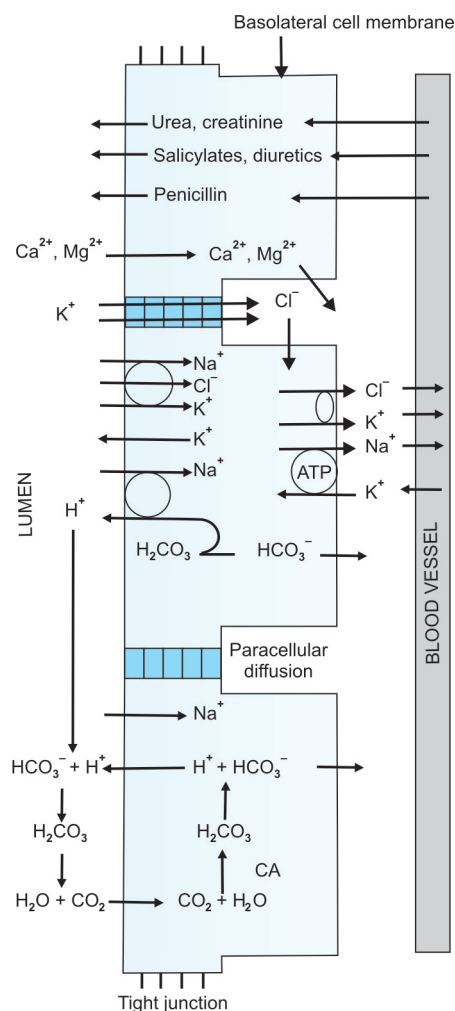 Basolateral cell membrane
Urea, creatinine
Salicylates, diuretics
Penicillin
Ca²⁺, Mg²⁺ Ca²⁺, Mg²⁺
K⁺ Cl⁻
Na⁺
Cl⁻ Cl⁻
K⁺ K⁺
K⁺ Na⁺
Na⁺ ATP K⁺
LUMEN
H⁺
H₂CO₃ HCO₃⁻
BLOOD VESSEL
Paracellular
diffusion
Na⁺
HCO₃⁻ + H⁺ H⁺ + HCO₃⁻
H₂CO₃ H₂CO₃
CA
H₂O + CO₂ CO₂ + H₂O
Tight junction